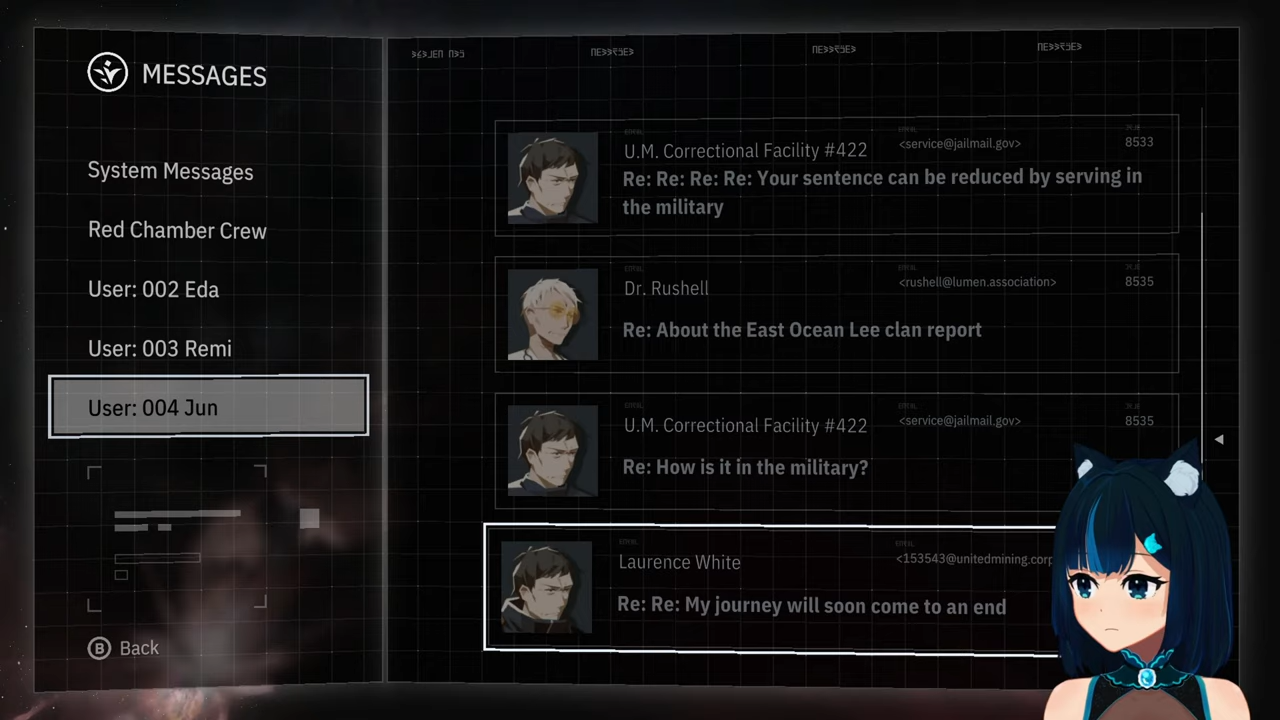 MESSAGES
System Messages
Red Chamber Crew
User: 002 Eda
User: 003 Remi
User: 004 Jun
B Back
U.M. Correctional Facility #422
<service@jailmail.gov>
8533
Re: Re: Re: Re: Your sentence can be reduced by serving in
the military
Dr. Rushell
<rushell@lumen.association>
8535
Re: About the East Ocean Lee clan report
U.M. Correctional Facility #422
<service@jailmail.gov>
8535
Re: How is it in the military?
Laurence White
<153543@unitedmining.corp
Re: Re: My journey will soon come to an end